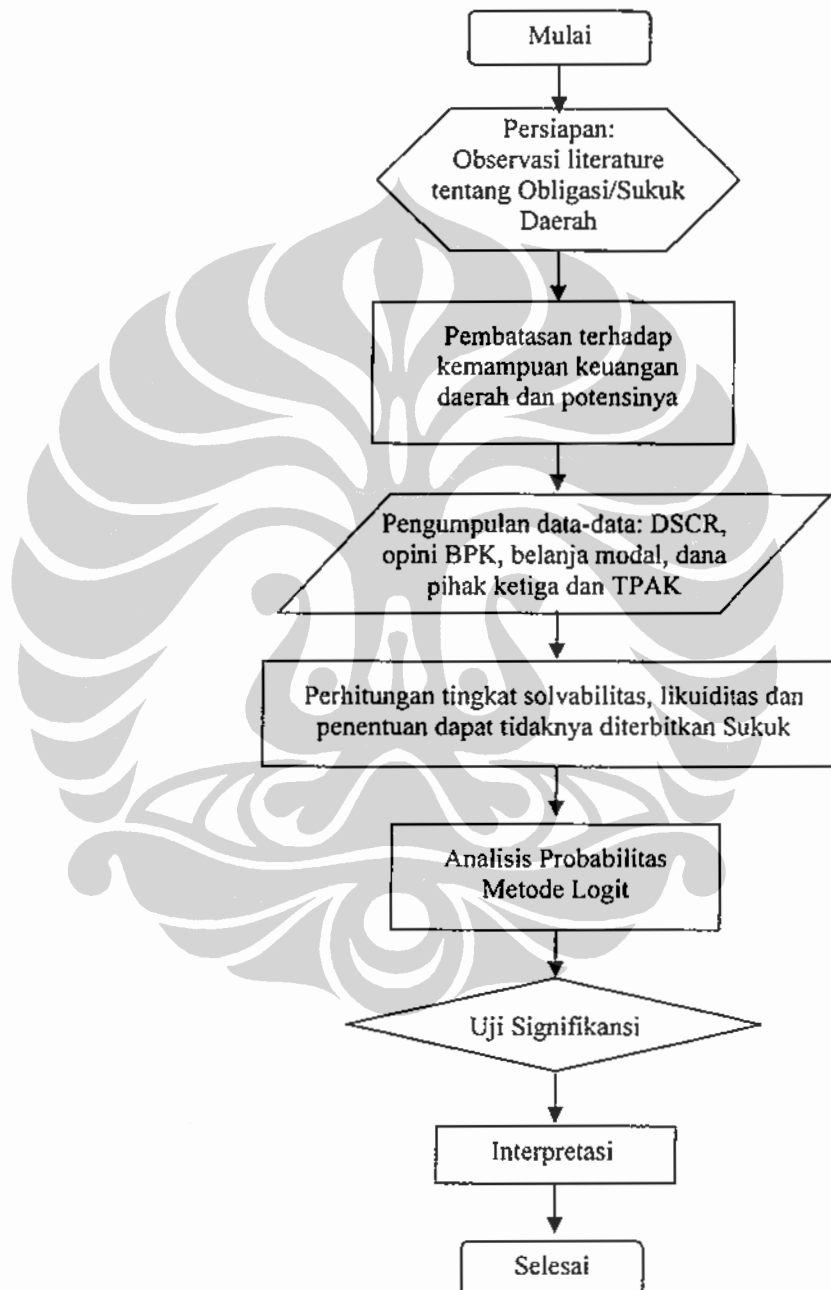 Mulai
Persiapan:
Observasi literature
tentang Obligasi/Sukuk
Daerah
Pembatasan terhadap
kemampuan keuangan
daerah dan potensinya
Pengumpulan data-data: DSCR,
opini BPK, belanja modal, dana
pihak ketiga dan TPAK
Perhitungan tingkat solvabilitas, likuiditas dan
penentuan dapat tidaknya diterbitkan Sukuk
Analisis Probabilitas
Metode Logit
Uji Signifikansi
Interpretasi
Selesai